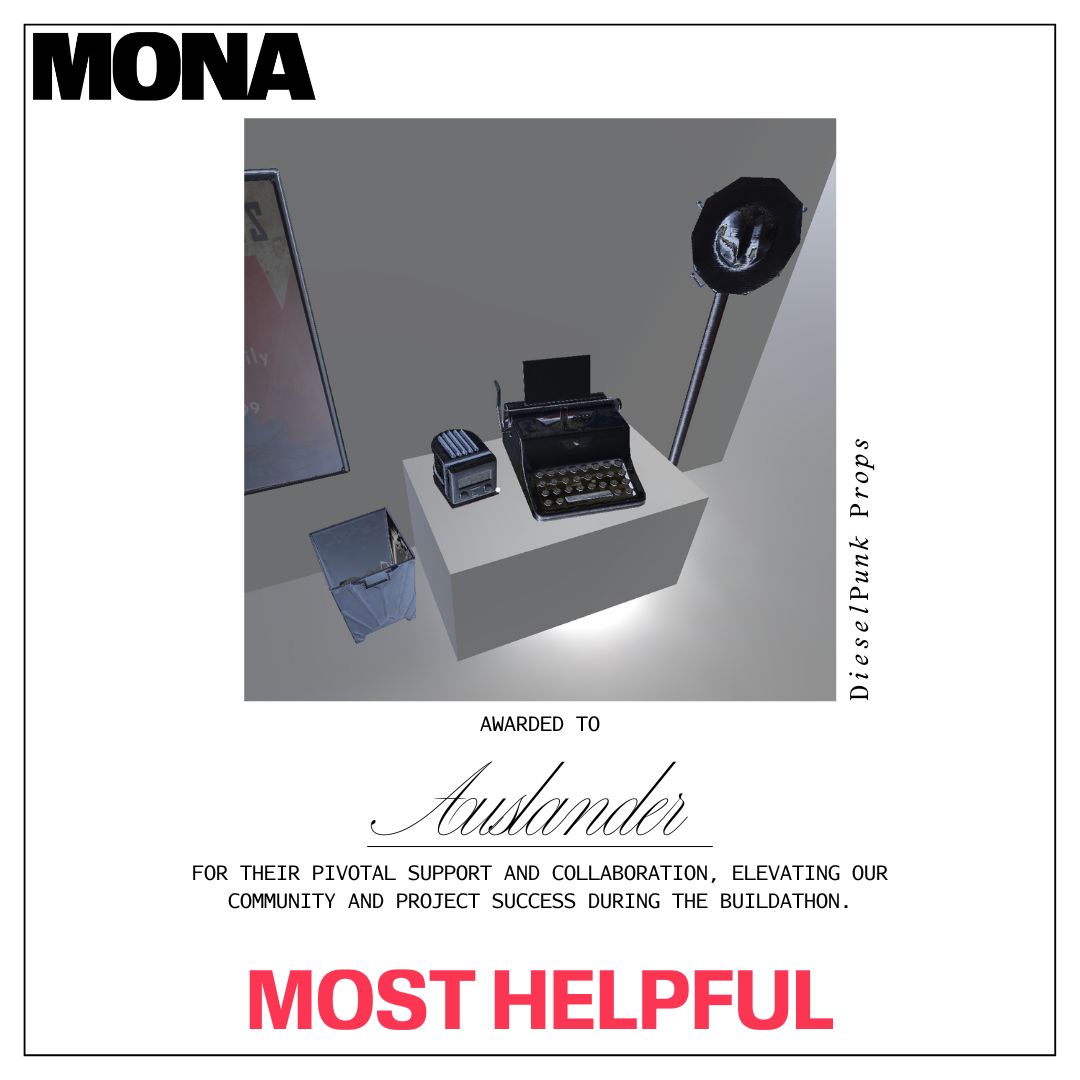 MONA
DieselPunk Props
AWARDED TO
Auslander
FOR THEIR PIVOTAL SUPPORT AND COLLABORATION, ELEVATING OUR
COMMUNITY AND PROJECT SUCCESS DURING THE BUILDATHON.
MOST HELPFUL